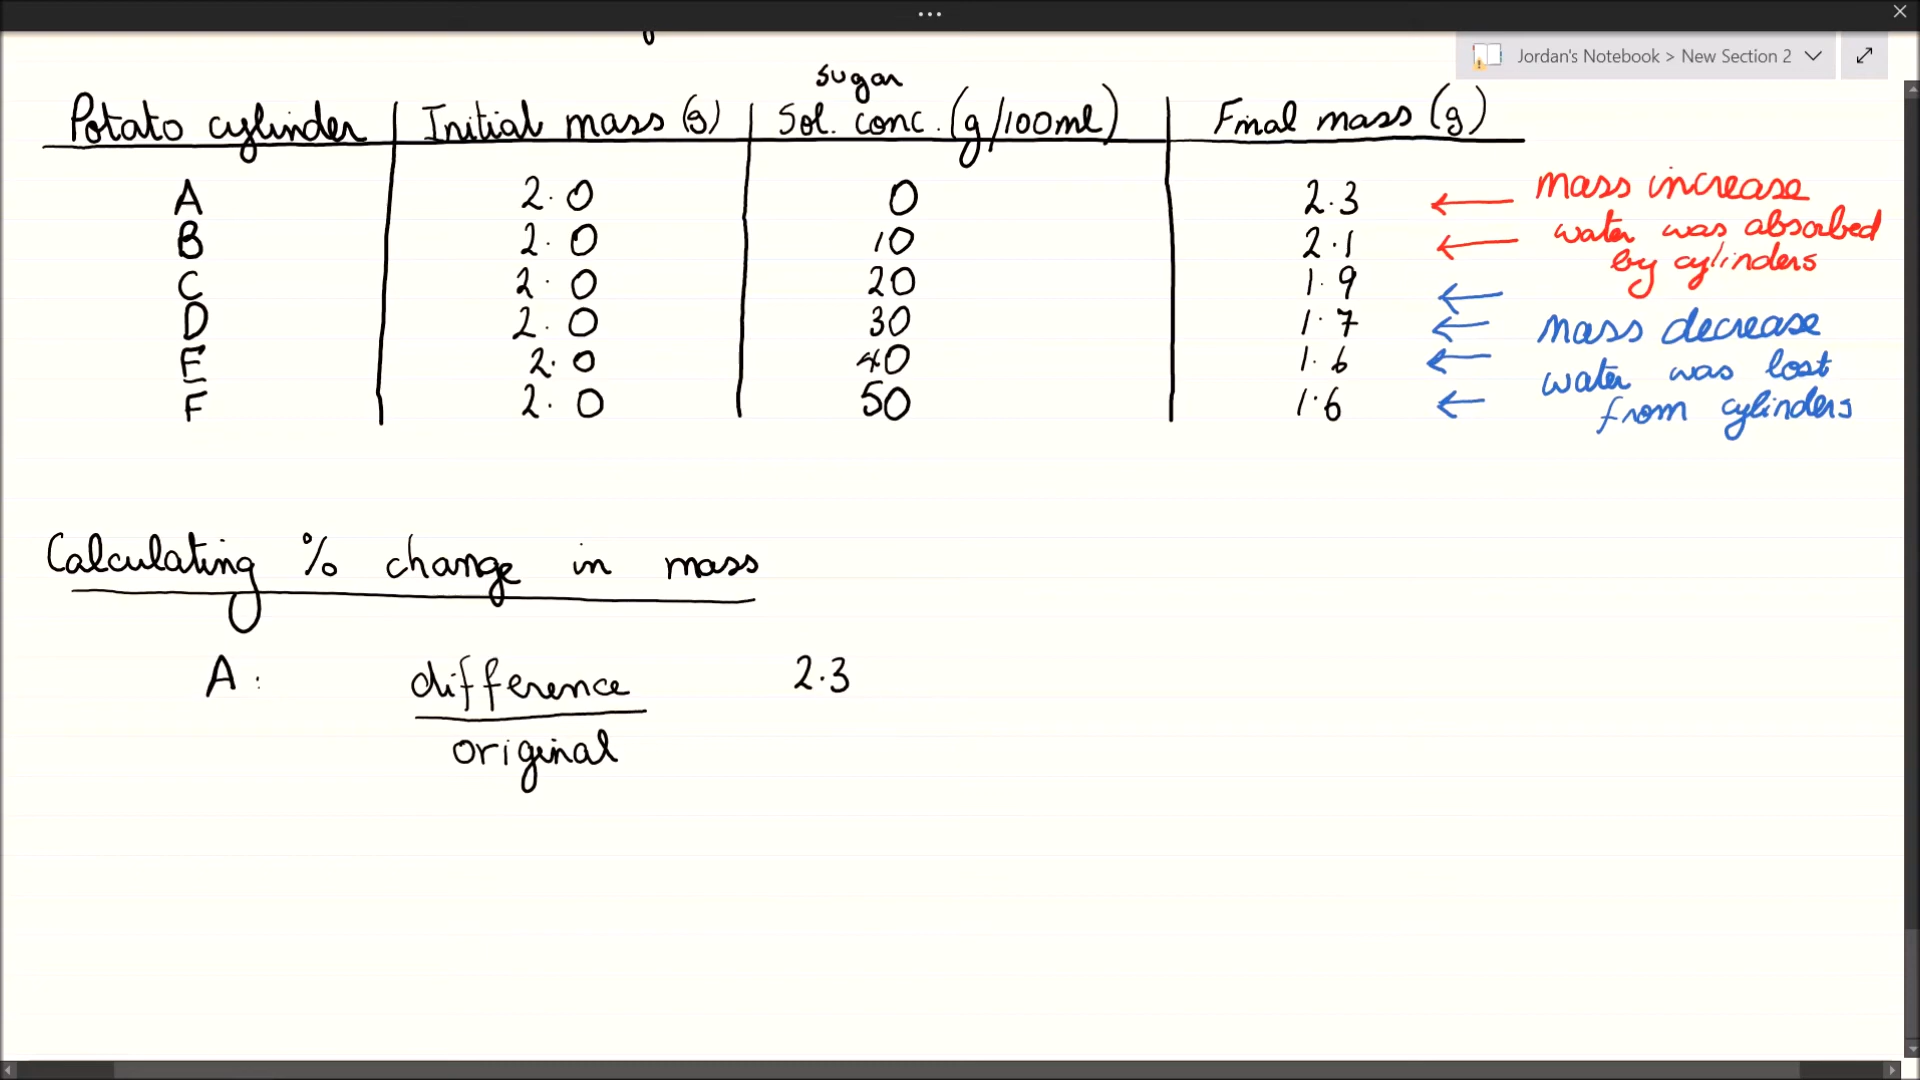 Jordan's Notebook > New Section 2
sugar
Potato cylinder Initial mass (g) Sol. conc. (g/100ml) Final mass (g)
A 2.0 0 2.3 ← mass increase
B 2.0 10 2.1 ← water was absorbed by cylinders
C 2.0 20 1.9 ←
D 2.0 30 1.7 ← mass decrease
E 2.0 40 1.6 ← water was lost
F 2.0 50 1.6 ← from cylinders
Calculating % change in mass
A: difference 2.3
original